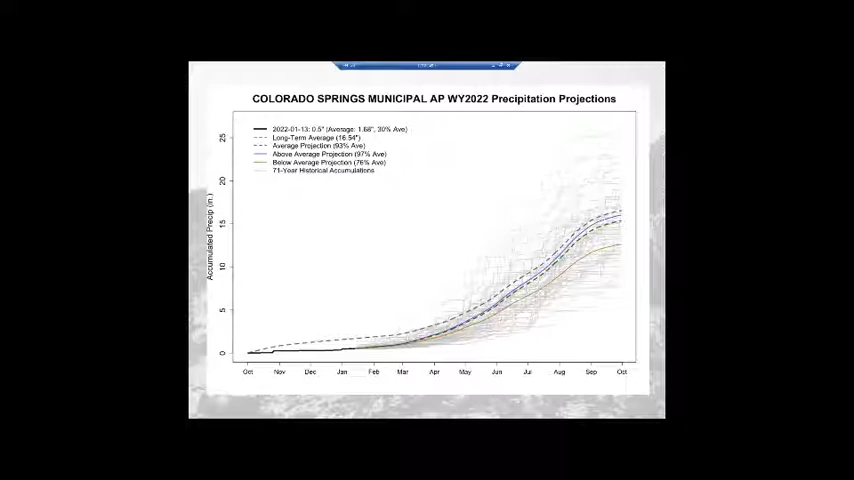 COLORADO SPRINGS MUNICIPAL AP WY2022 Precipitation Projections
2022-01-13: 0.5" (Average: 1.68", 30% Ave)
Long-Term Average (16.54")
Average Projection (93% Ave)
Above Average Projection (97% Ave)
Below Average Projection (76% Ave)
71-Year Historical Accumulations
Accumulated Precip (in.)
25
20
15
10
5
0
Oct Nov Dec Jan Feb Mar Apr May Jun Jul Aug Sep Oct